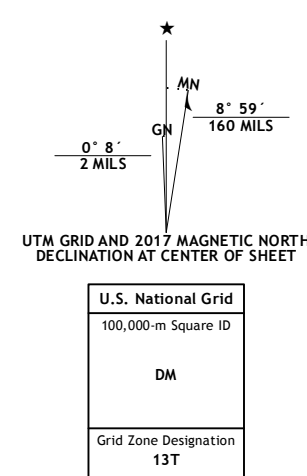 ★
MN
GN
8° 59´
160 MILS
0° 8´
2 MILS
UTM GRID AND 2017 MAGNETIC NORTH
DECLINATION AT CENTER OF SHEET
U.S. National Grid
100,000-m Square ID
DM
Grid Zone Designation
13T